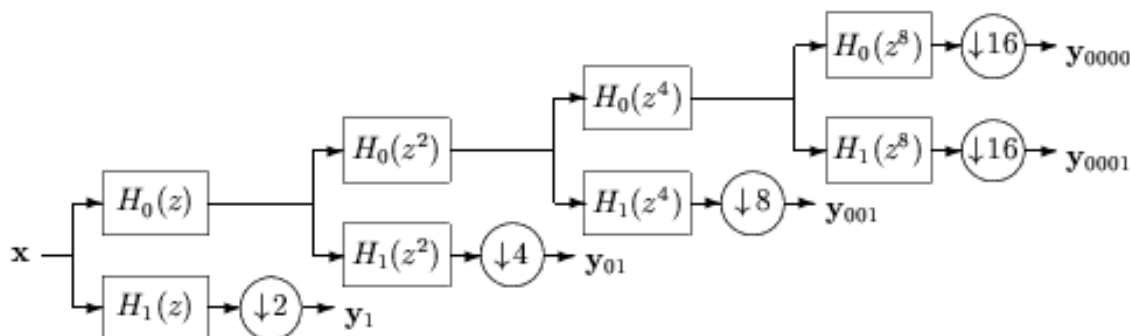 H₀(z⁸) ↓16 y₀₀₀₀
H₀(z⁴)
H₀(z²) H₁(z⁸) ↓16 y₀₀₀₁
H₀(z) H₁(z⁴) ↓8 y₀₀₁
x H₁(z²) ↓4 y₀₁
H₁(z) ↓2 y₁